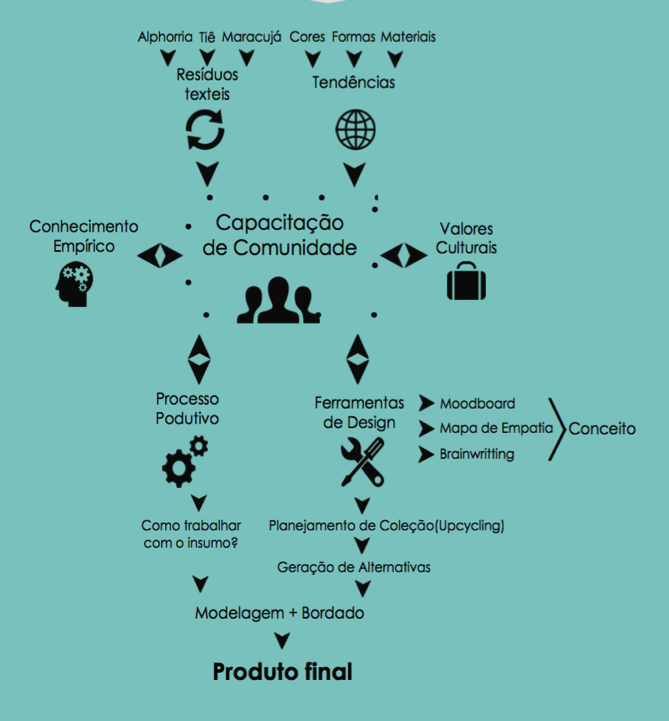 Alphorria Tiê Maracujá Cores Formas Materiais
Resíduos
texteis
Tendências
Capacitação
de Comunidade
Conhecimento
Empírico
Valores
Culturais
Processo
Podutivo
Ferramentas
de Design
Moodboard
Mapa de Empatia
Brainwritting
Conceito
Como trabalhar
com o insumo?
Planejamento de Coleção(Upcycling)
Geração de Alternativas
Modelagem + Bordado
Produto final